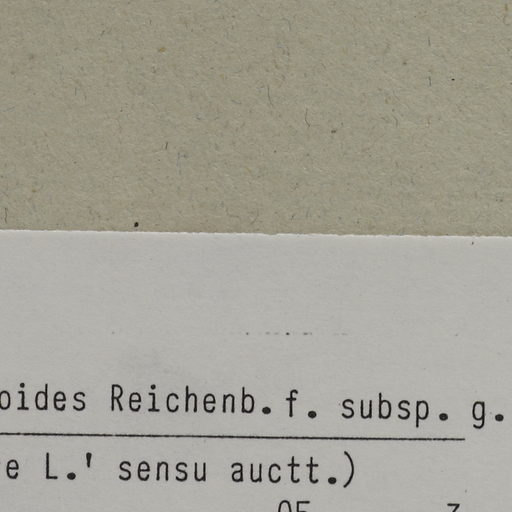 oides Reichenb.f. subsp. g.
e L.' sensu auctt.)